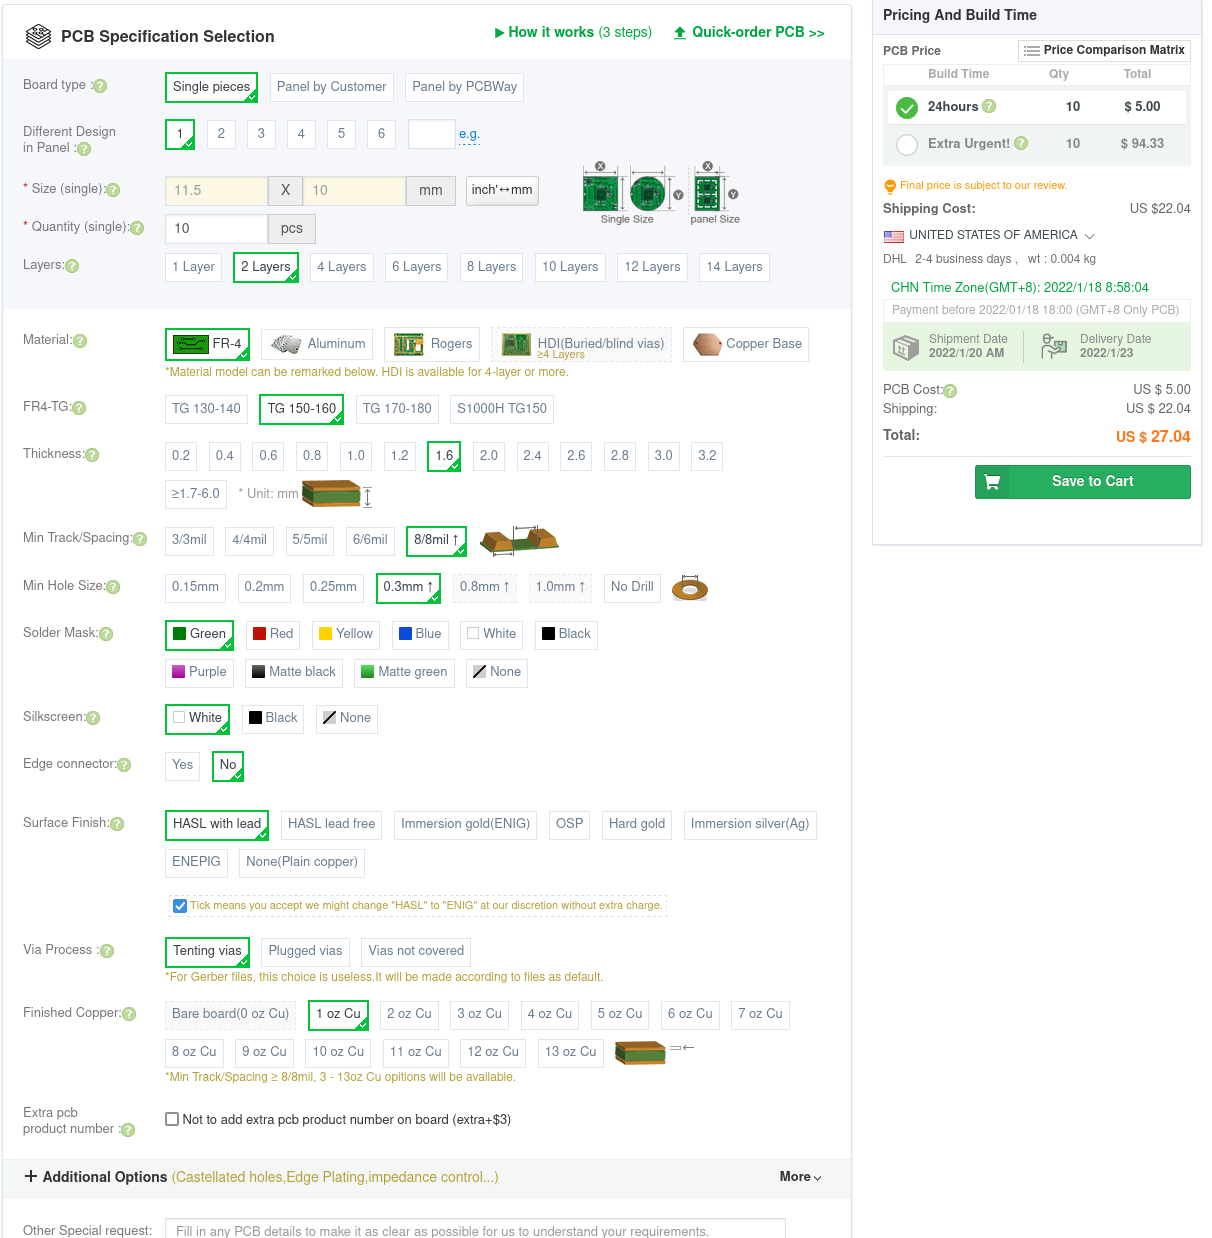 PCB Specification Selection
How it works (3 steps)
Quick-order PCB >>
Board type :?
Single pieces
Panel by Customer
Panel by PCBWay
Different Design
in Panel :?
1
2
3
4
5
6
e.g.
* Size (single):?
11.5
X
10
mm
inch'↔mm
X
Y
Single Size
X
Y
panel Size
* Quantity (single):?
10
pcs
Layers:?
1 Layer
2 Layers
4 Layers
6 Layers
8 Layers
10 Layers
12 Layers
14 Layers
Material:?
FR-4
Aluminum
Rogers
HDI(Buried/blind vias)
≥4 Layers
Copper Base
*Material model can be remarked below. HDI is available for 4-layer or more.
FR4-TG:?
TG 130-140
TG 150-160
TG 170-180
S1000H TG150
Thickness:?
0.2
0.4
0.6
0.8
1.0
1.2
1.6
2.0
2.4
2.6
2.8
3.0
3.2
≥1.7-6.0
* Unit: mm
Min Track/Spacing:?
3/3mil
4/4mil
5/5mil
6/6mil
8/8mil ↑
Min Hole Size:?
0.15mm
0.2mm
0.25mm
0.3mm ↑
0.8mm ↑
1.0mm ↑
No Drill
Solder Mask:?
Green
Red
Yellow
Blue
White
Black
Purple
Matte black
Matte green
None
Silkscreen:?
White
Black
None
Edge connector:?
Yes
No
Surface Finish:?
HASL with lead
HASL lead free
Immersion gold(ENIG)
OSP
Hard gold
Immersion silver(Ag)
ENEPIG
None(Plain copper)
Tick means you accept we might change "HASL" to "ENIG" at our discretion without extra charge.
Via Process :?
Tenting vias
Plugged vias
Vias not covered
*For Gerber files, this choice is useless.It will be made according to files as default.
Finished Copper:?
Bare board(0 oz Cu)
1 oz Cu
2 oz Cu
3 oz Cu
4 oz Cu
5 oz Cu
6 oz Cu
7 oz Cu
8 oz Cu
9 oz Cu
10 oz Cu
11 oz Cu
12 oz Cu
13 oz Cu
*Min Track/Spacing ≥ 8/8mil, 3 - 13oz Cu opitions will be available.
Extra pcb
product number :?
Not to add extra pcb product number on board (extra+$3)
+ Additional Options (Castellated holes,Edge Plating,impedance control...)
More
Other Special request:
Fill in any PCB details to make it as clear as possible for us to understand your requirements.
Pricing And Build Time
PCB Price
Price Comparison Matrix
Build Time
Qty
Total
24hours ?
10
$ 5.00
Extra Urgent! ?
10
$ 94.33
Final price is subject to our review.
Shipping Cost:
US $22.04
UNITED STATES OF AMERICA
DHL 2-4 business days , wt : 0.004 kg
CHN Time Zone(GMT+8): 2022/1/18 8:58:04
Payment before 2022/01/18 18:00 (GMT+8 Only PCB)
Shipment Date
2022/1/20 AM
Delivery Date
2022/1/23
PCB Cost:?
US $ 5.00
Shipping:
US $ 22.04
Total:
US $ 27.04
Save to Cart